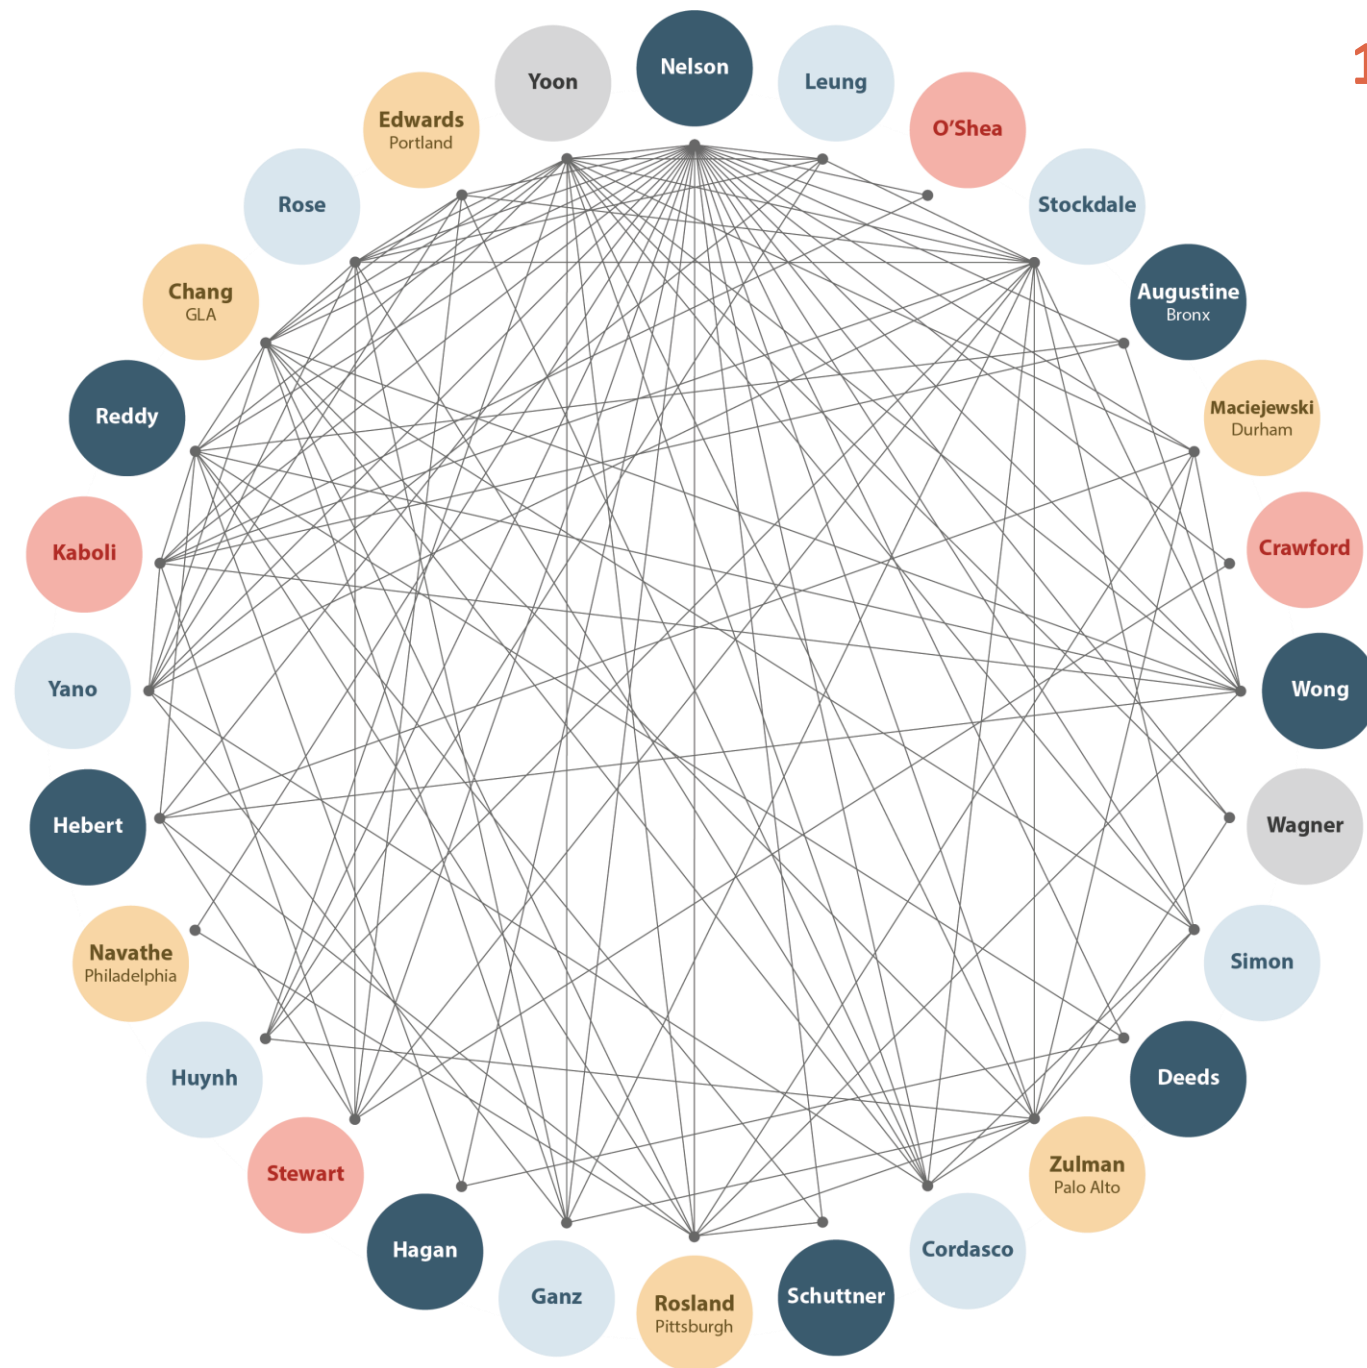 1
Nelson
Leung
O’Shea
Stockdale
Augustine
Bronx
Maciejewski
Durham
Crawford
Wong
Wagner
Simon
Deeds
Zulman
Palo Alto
Cordasco
Schuttner
Rosland
Pittsburgh
Ganz
Hagan
Stewart
Huynh
Navathe
Philadelphia
Hebert
Yano
Kaboli
Reddy
Chang
GLA
Rose
Edwards
Portland
Yoon